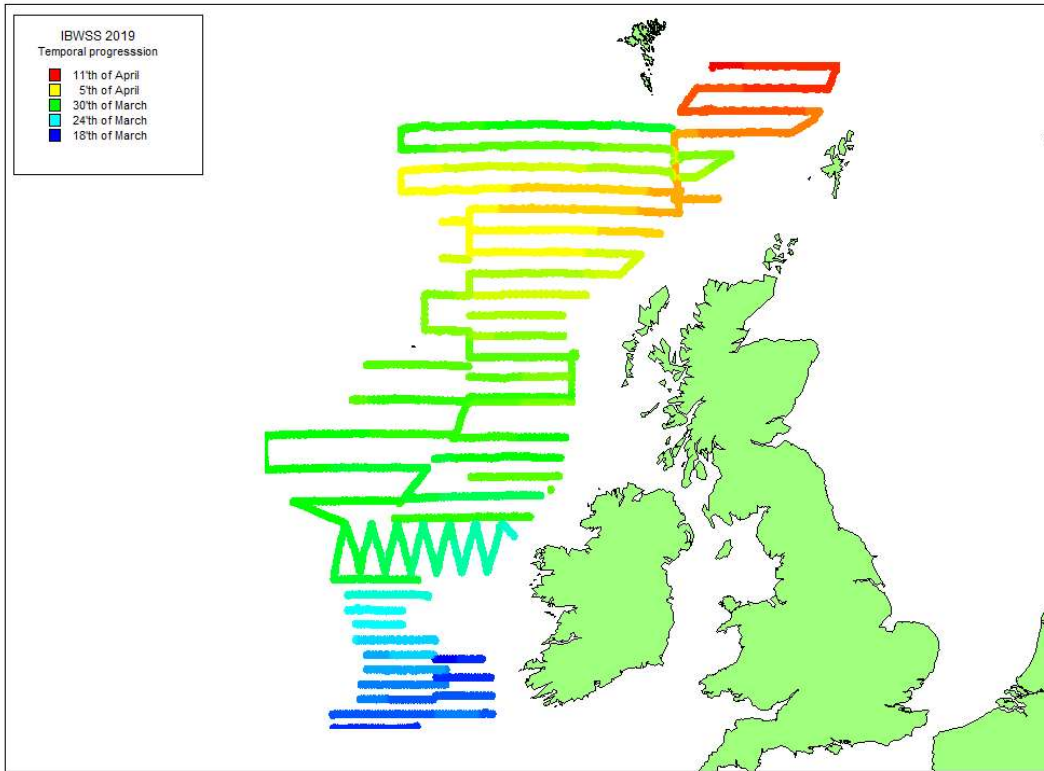 IBWSS 2019
Temporal progresssion
11'th of April
5'th of April
30'th of March
24'th of March
18'th of March